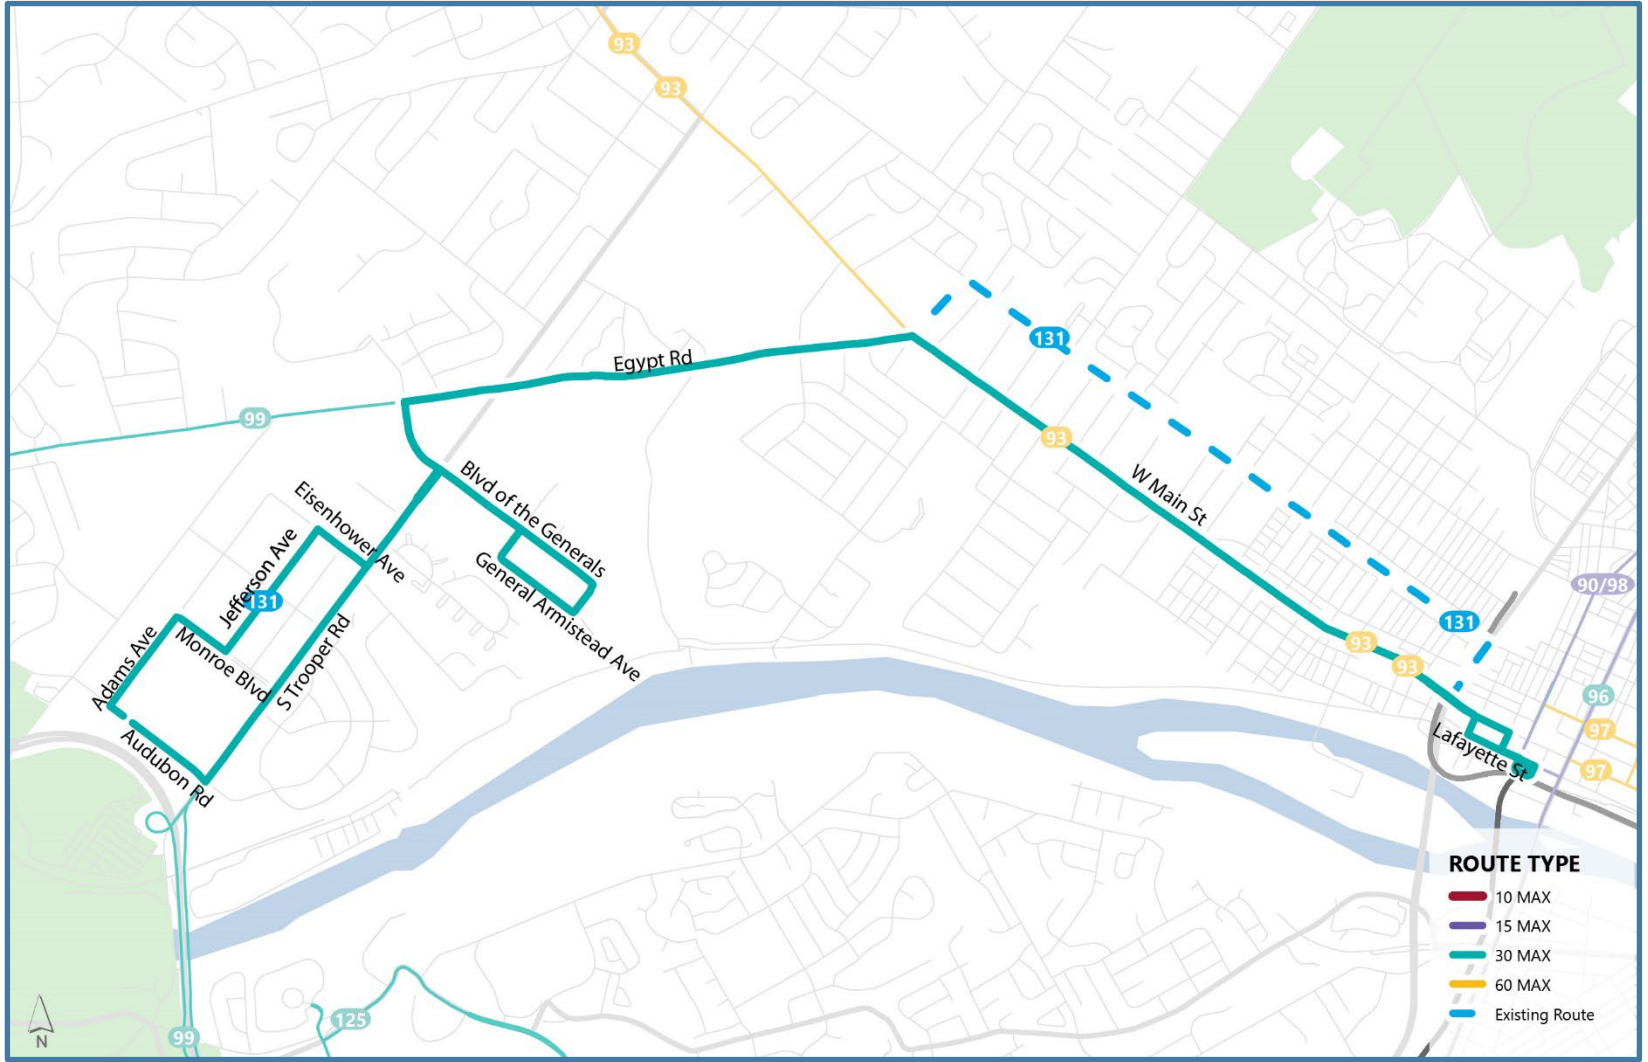 93
93
131
Egypt Rd
99
93
Blvd of the Generals
W Main St
Eisenhower Ave
Jefferson Ave
General Armistead Ave
90/98
131
131
Adams Ave
Monroe Blvd
S Trooper Rd
93
93
96
97
Audubon Rd
Lafayette St
97
ROUTE TYPE
10 MAX
15 MAX
30 MAX
60 MAX
Existing Route
125
99
N